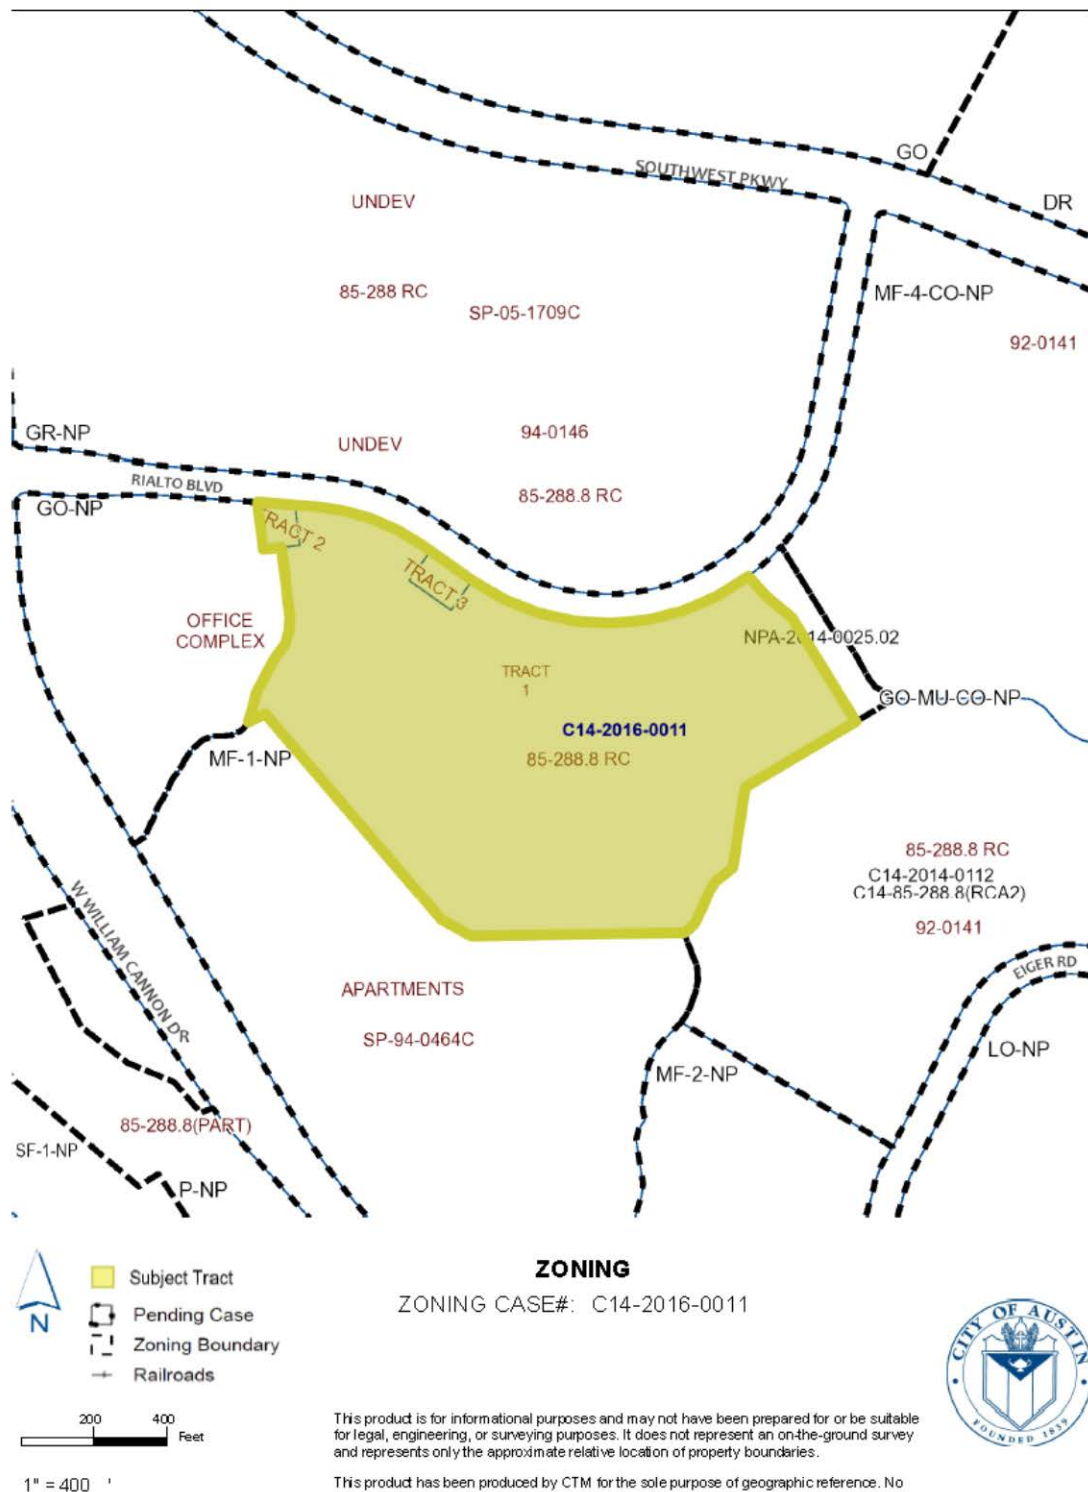 GO
SOUTHWEST PKWY
UNDEV
DR
85-288 RC
MF-4-CO-NP
SP-05-1709C
92-0141
GR-NP
94-0146
UNDEV
RIALTO BLVD
85-288.8 RC
GO-NP
TRACT 2
TRACT 3
OFFICE
COMPLEX
NPA-2014-0025.02
TRACT
1
GO-MU-CO-NP
C14-2016-0011
MF-1-NP
85-288.8 RC
85-288.8 RC
C14-2014-0112
C14-85-288.8(RCA2)
92-0141
W WILLIAM CANNON DR
EIGER RD
APARTMENTS
SP-94-0464C
LO-NP
MF-2-NP
85-288.8(PART)
SF-1-NP
P-NP
N
Subject Tract
Pending Case
Zoning Boundary
Railroads
ZONING
ZONING CASE#: C14-2016-0011
CITY OF AUSTIN
FOUNDED 1839
200 400
Feet
1" = 400 '
This product is for informational purposes and may not have been prepared for or be suitable
for legal, engineering, or surveying purposes. It does not represent an on-the-ground survey
and represents only the approximate relative location of property boundaries.
This product has been produced by CTM for the sole purpose of geographic reference. No